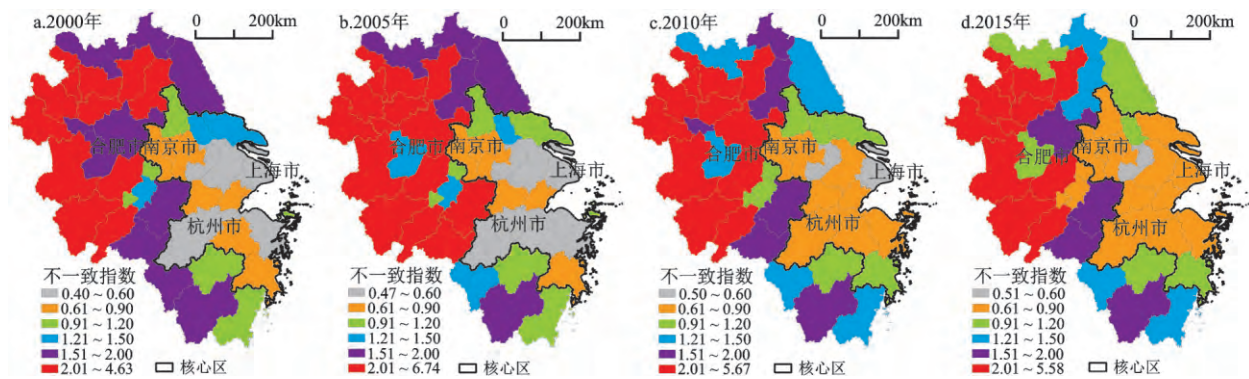 a.2000年
0 200km
合肥市
南京市
上海市
杭州市
不一致指数
0.40～0.60
0.61～0.90
0.91～1.20
1.21～1.50
1.51～2.00
2.01～4.63
核心区
b.2005年
0 200km
合肥市
南京市
上海市
杭州市
不一致指数
0.47～0.60
0.61～0.90
0.91～1.20
1.21～1.50
1.51～2.00
2.01～6.74
核心区
c.2010年
0 200km
合肥市
南京市
上海市
杭州市
不一致指数
0.50～0.60
0.61～0.90
0.91～1.20
1.21～1.50
1.51～2.00
2.01～5.67
核心区
d.2015年
0 200km
合肥市
南京市
上海市
杭州市
不一致指数
0.51～0.60
0.61～0.90
0.91～1.20
1.21～1.50
1.51～2.00
2.01～5.58
核心区